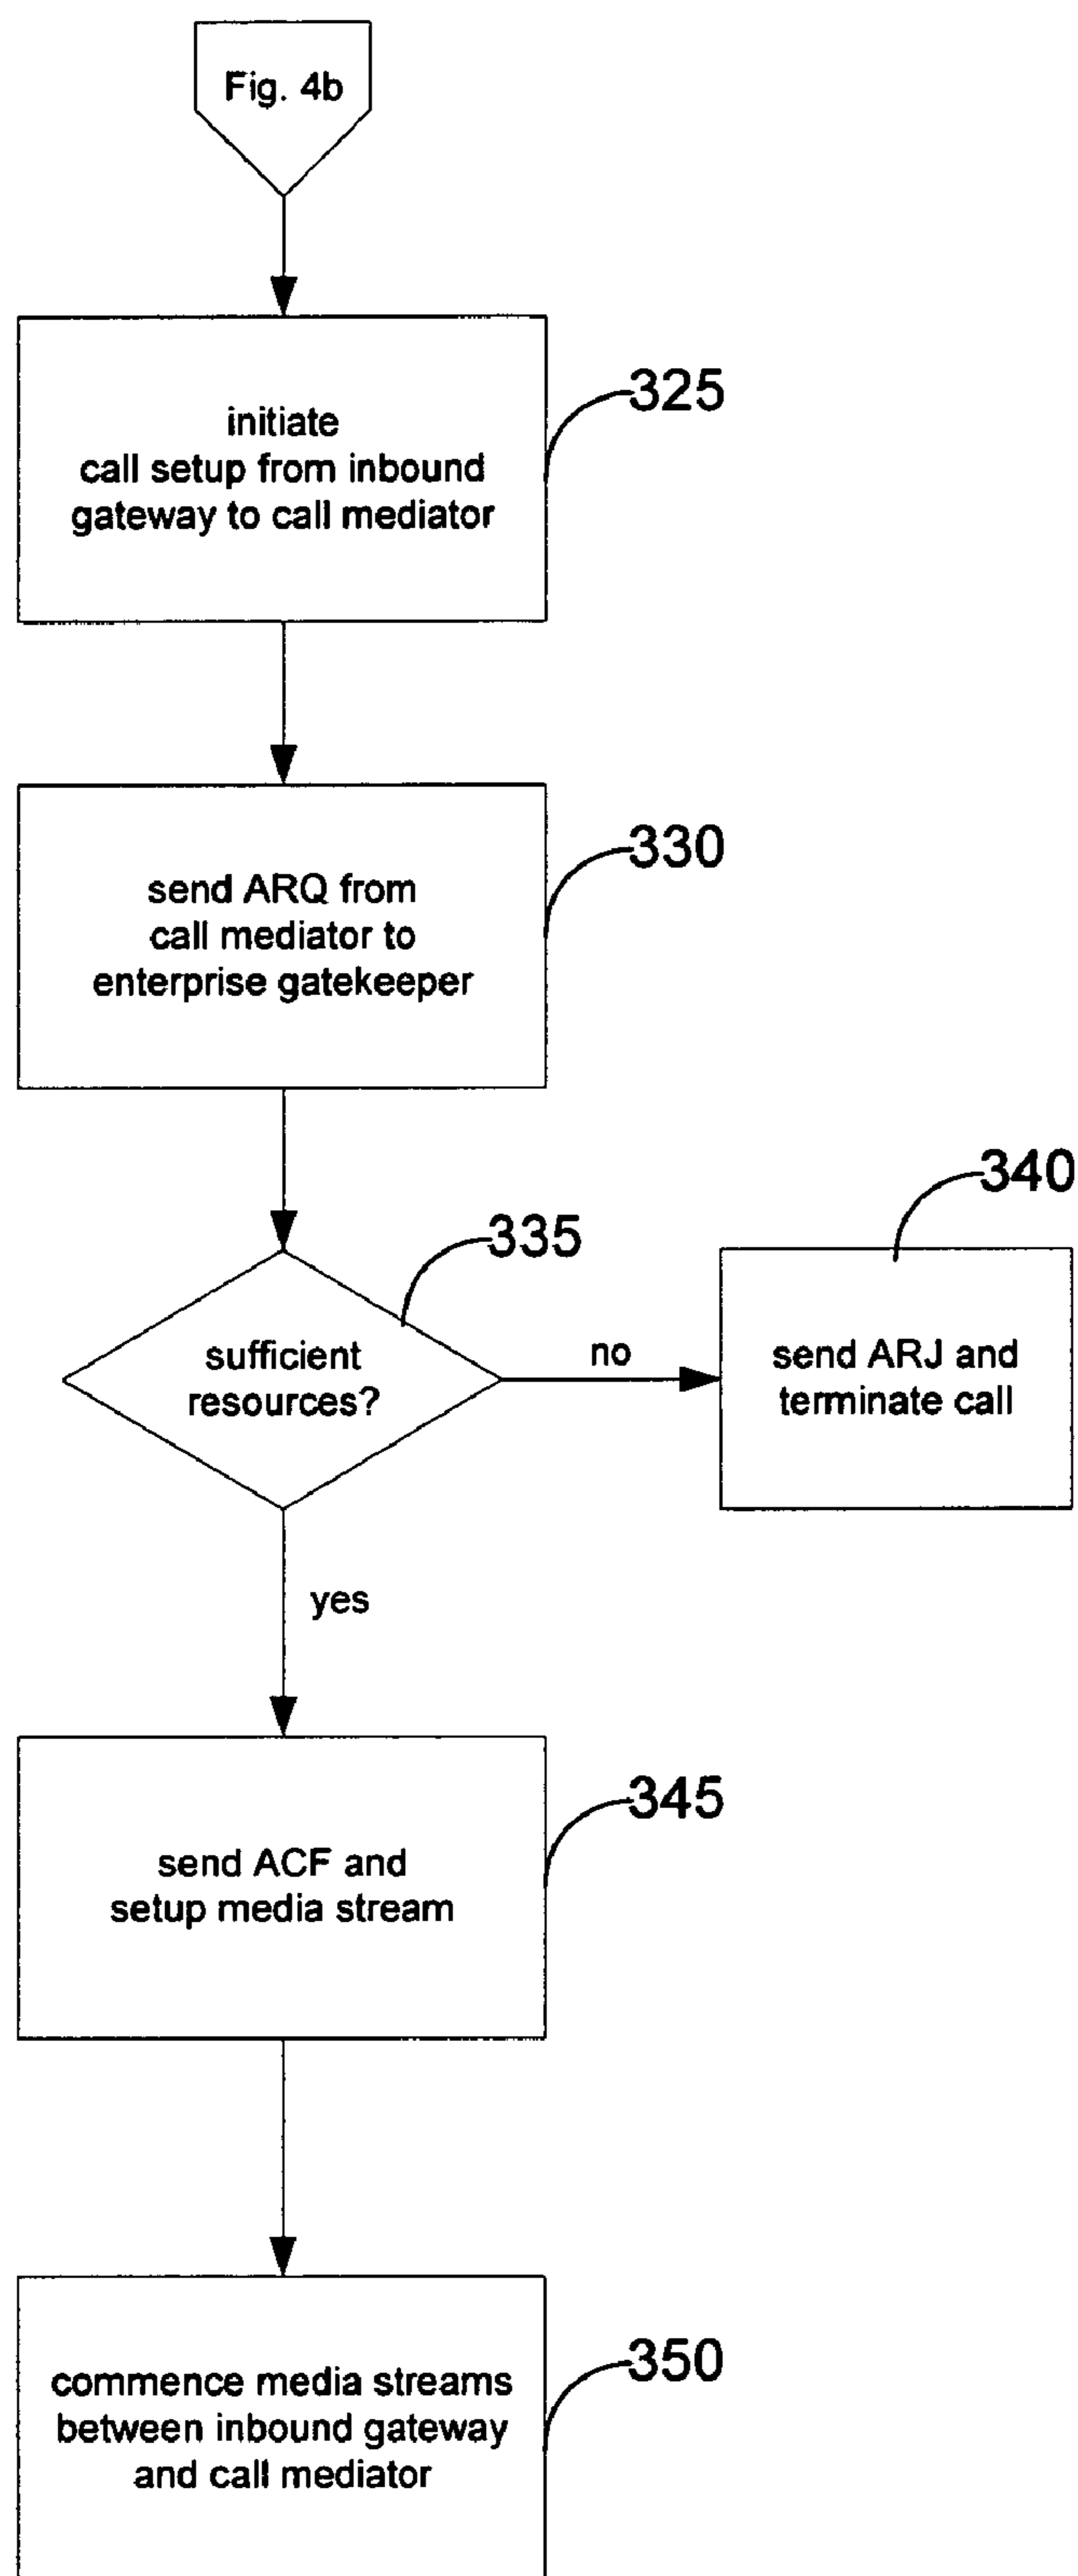 Fig. 4b
initiate
call setup from inbound
gateway to call mediator
325
send ARQ from
call mediator to
enterprise gatekeeper
330
335
sufficient
resources?
no
340
send ARJ and
terminate call
yes
send ACF and
setup media stream
345
commence media streams
between inbound gateway
and call mediator
350